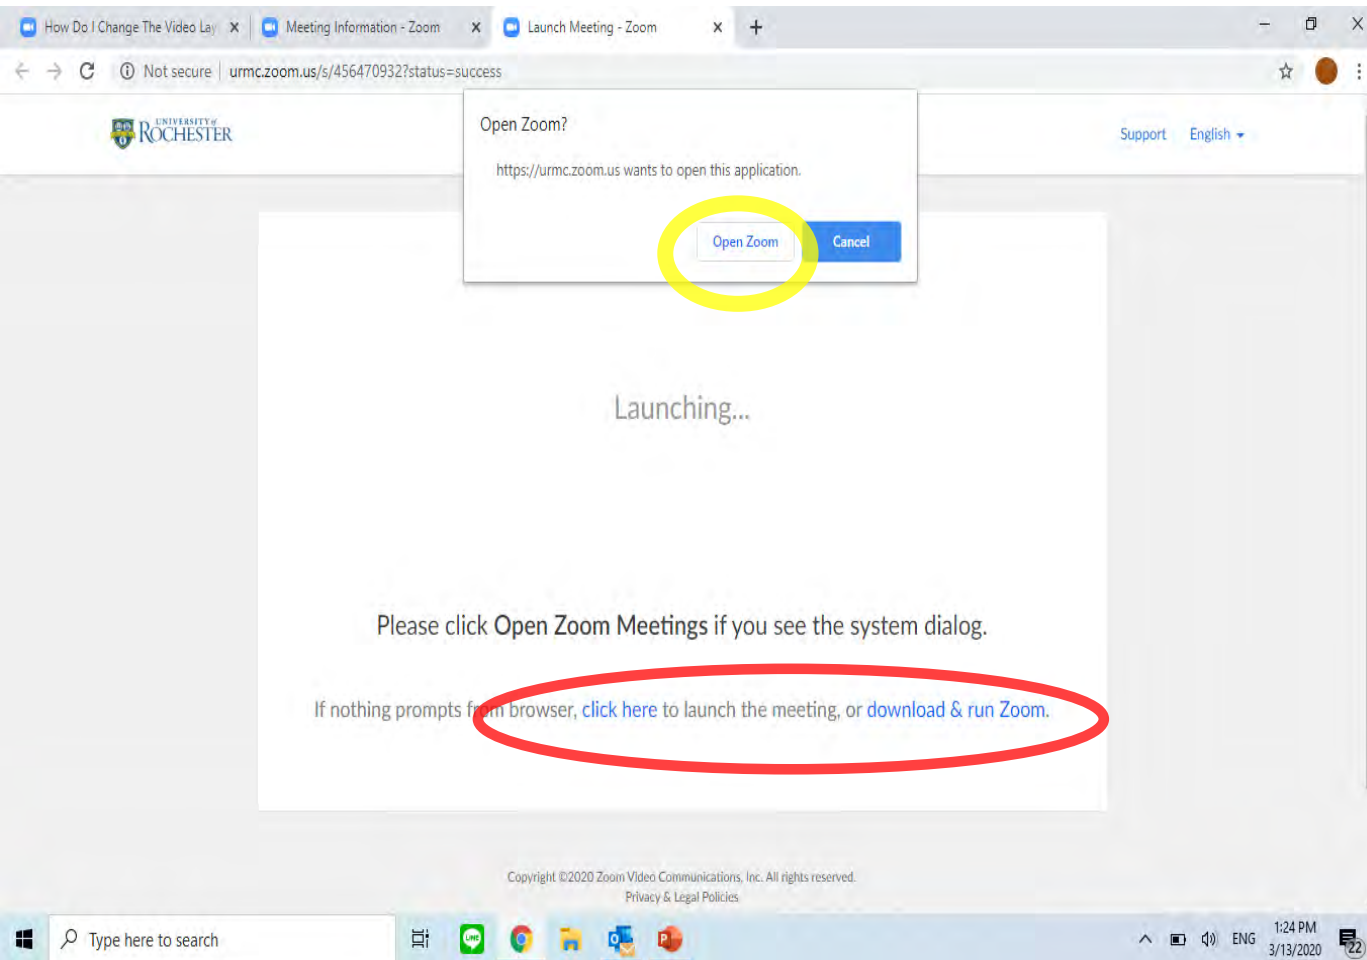 How Do I Change The Video Lay
Meeting Information - Zoom
Launch Meeting - Zoom
Not secure | urmc.zoom.us/s/456470932?status=success
UNIVERSITY of
ROCHESTER
Support English
Open Zoom?
https://urmc.zoom.us wants to open this application.
Open Zoom Cancel
Launching...
Please click Open Zoom Meetings if you see the system dialog.
If nothing prompts from browser, click here to launch the meeting, or download & run Zoom.
Copyright ©2020 Zoom Video Communications, Inc. All rights reserved.
Privacy & Legal Policies
Type here to search
LINE
ENG
1:24 PM
3/13/2020
22